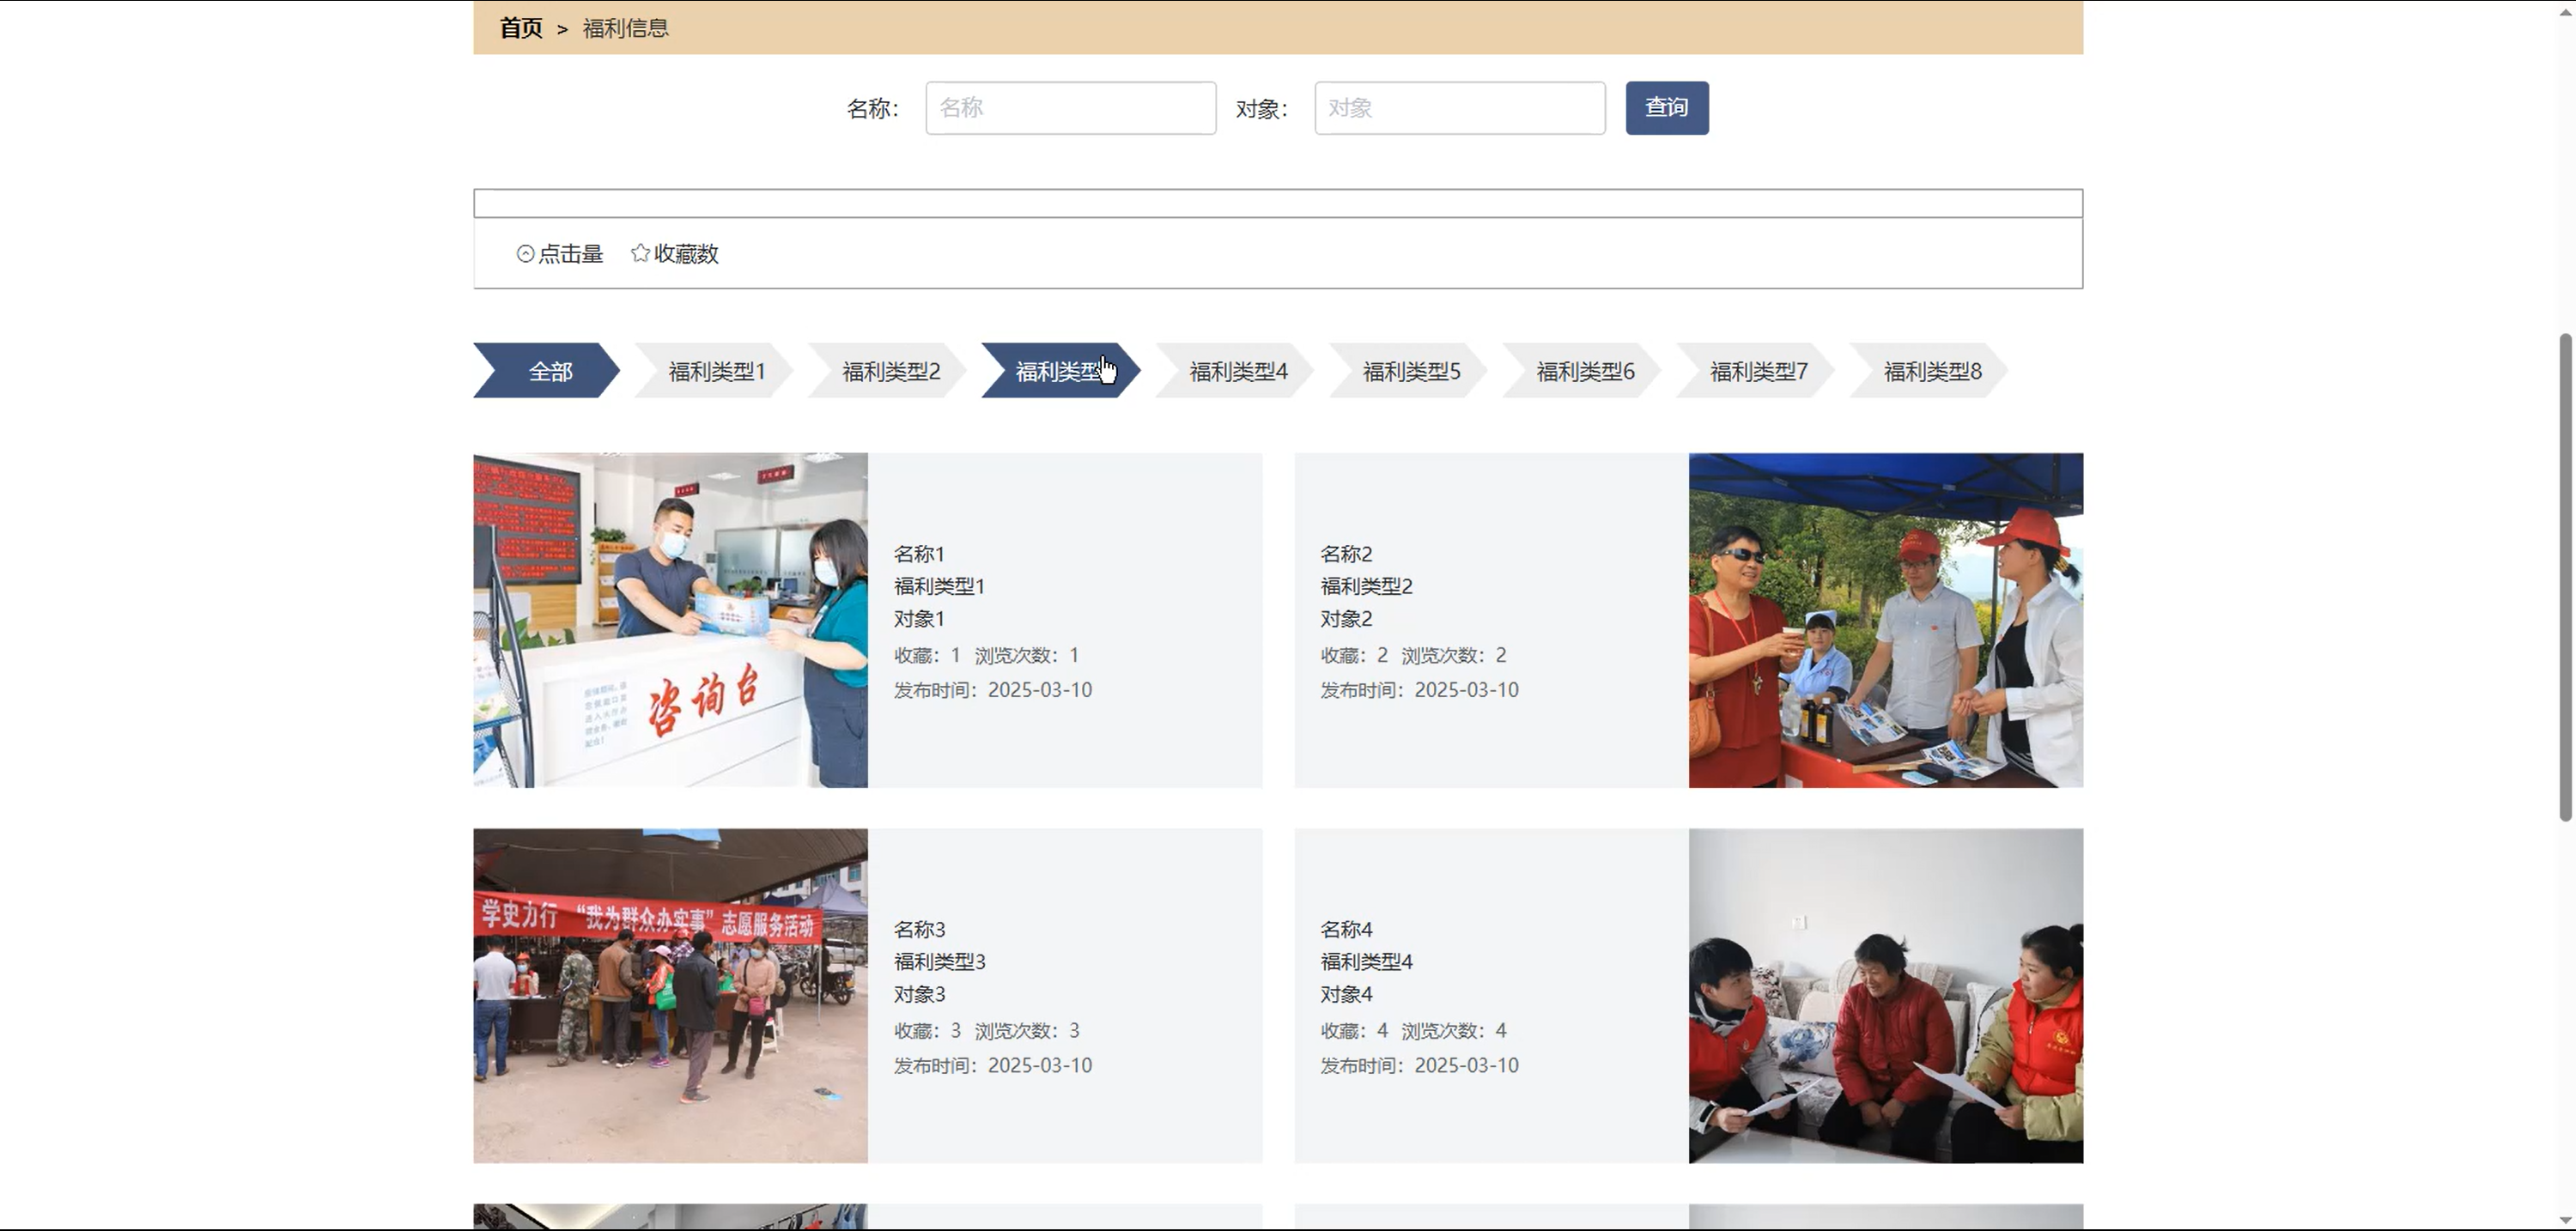 首页 > 福利信息
名称： 名称 对象： 对象 查询
点击量 收藏数
全部 福利类型1 福利类型2 福利类型 福利类型4 福利类型5 福利类型6 福利类型7 福利类型8
咨询台
名称1
福利类型1
对象1
收藏：1 浏览次数：1
发布时间：2025-03-10
名称2
福利类型2
对象2
收藏：2 浏览次数：2
发布时间：2025-03-10
学史力行 “我为群众办实事” 志愿服务活动
名称3
福利类型3
对象3
收藏：3 浏览次数：3
发布时间：2025-03-10
名称4
福利类型4
对象4
收藏：4 浏览次数：4
发布时间：2025-03-10